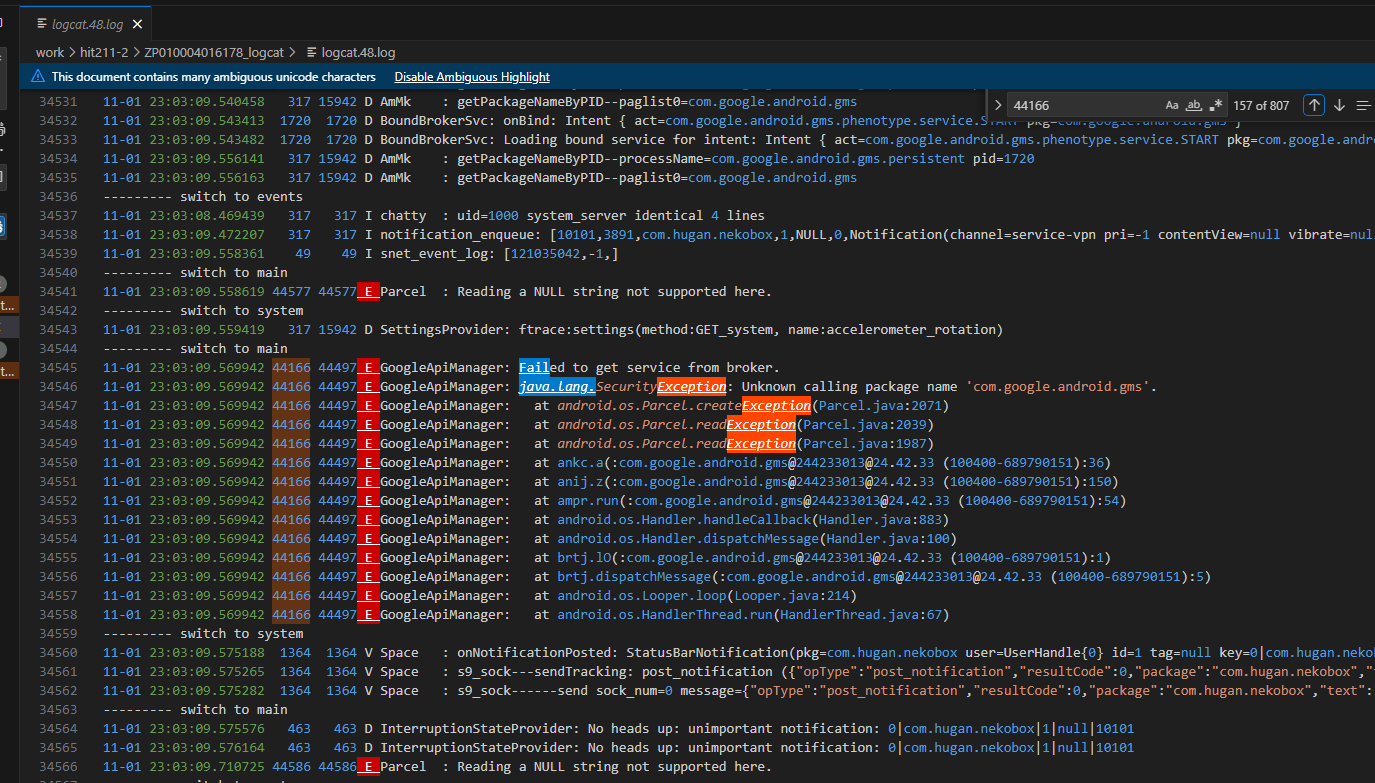 logcat.48.log
work > hit211-2 > ZP010004016178_logcat > logcat.48.log
This document contains many ambiguous unicode characters Disable Ambiguous Highlight
44166 Aa ab .* 157 of 807
34531 11-01 23:03:09.540458 317 15942 D AmMk : getPackageNameByPID--paglist0=com.google.android.gms
34532 11-01 23:03:09.543413 1720 1720 D BoundBrokerSvc: onBind: Intent { act=com.google.android.gms.phenotype.service.START pkg=com.google.android.gms }
34533 11-01 23:03:09.543482 1720 1720 D BoundBrokerSvc: Loading bound service for intent: Intent { act=com.google.android.gms.phenotype.service.START pkg=com.google.andr
34534 11-01 23:03:09.556141 317 15942 D AmMk : getPackageNameByPID--processName=com.google.android.gms.persistent pid=1720
34535 11-01 23:03:09.556163 317 15942 D AmMk : getPackageNameByPID--paglist0=com.google.android.gms
34536 --------- switch to events
34537 11-01 23:03:08.469439 317 317 I chatty : uid=1000 system_server identical 4 lines
34538 11-01 23:03:09.472207 317 317 I notification_enqueue: [10101,3891,com.hugan.nekobox,1,NULL,0,Notification(channel=service-vpn pri=-1 contentView=null vibrate=nul
34539 11-01 23:03:09.558361 49 49 I snet_event_log: [121035042,-1,]
34540 --------- switch to main
34541 11-01 23:03:09.558619 44577 44577 E Parcel : Reading a NULL string not supported here.
34542 --------- switch to system
34543 11-01 23:03:09.559419 317 15942 D SettingsProvider: ftrace:settings(method:GET_system, name:accelerometer_rotation)
34544 --------- switch to main
34545 11-01 23:03:09.569942 44166 44497 E GoogleApiManager: Failed to get service from broker.
34546 11-01 23:03:09.569942 44166 44497 E GoogleApiManager: java.lang.SecurityException: Unknown calling package name 'com.google.android.gms'.
34547 11-01 23:03:09.569942 44166 44497 E GoogleApiManager: at android.os.Parcel.createException(Parcel.java:2071)
34548 11-01 23:03:09.569942 44166 44497 E GoogleApiManager: at android.os.Parcel.readException(Parcel.java:2039)
34549 11-01 23:03:09.569942 44166 44497 E GoogleApiManager: at android.os.Parcel.readException(Parcel.java:1987)
34550 11-01 23:03:09.569942 44166 44497 E GoogleApiManager: at ankc.a(:com.google.android.gms@244233013@24.42.33 (100400-689790151):36)
34551 11-01 23:03:09.569942 44166 44497 E GoogleApiManager: at anij.z(:com.google.android.gms@244233013@24.42.33 (100400-689790151):150)
34552 11-01 23:03:09.569942 44166 44497 E GoogleApiManager: at ampr.run(:com.google.android.gms@244233013@24.42.33 (100400-689790151):54)
34553 11-01 23:03:09.569942 44166 44497 E GoogleApiManager: at android.os.Handler.handleCallback(Handler.java:883)
34554 11-01 23:03:09.569942 44166 44497 E GoogleApiManager: at android.os.Handler.dispatchMessage(Handler.java:100)
34555 11-01 23:03:09.569942 44166 44497 E GoogleApiManager: at brtj.lO(:com.google.android.gms@244233013@24.42.33 (100400-689790151):1)
34556 11-01 23:03:09.569942 44166 44497 E GoogleApiManager: at brtj.dispatchMessage(:com.google.android.gms@244233013@24.42.33 (100400-689790151):5)
34557 11-01 23:03:09.569942 44166 44497 E GoogleApiManager: at android.os.Looper.loop(Looper.java:214)
34558 11-01 23:03:09.569942 44166 44497 E GoogleApiManager: at android.os.HandlerThread.run(HandlerThread.java:67)
34559 --------- switch to system
34560 11-01 23:03:09.575188 1364 1364 V Space : onNotificationPosted: StatusBarNotification(pkg=com.hugan.nekobox user=UserHandle{0} id=1 tag=null key=0|com.hugan.neko
34561 11-01 23:03:09.575265 1364 1364 V Space : s9_sock---sendTracking: post_notification ({"opType":"post_notification","resultCode":0,"package":"com.hugan.nekobox","
34562 11-01 23:03:09.575282 1364 1364 V Space : s9_sock------send sock_num=0 message={"opType":"post_notification","resultCode":0,"package":"com.hugan.nekobox","text":
34563 --------- switch to main
34564 11-01 23:03:09.575576 463 463 D InterruptionStateProvider: No heads up: unimportant notification: 0|com.hugan.nekobox|1|null|10101
34565 11-01 23:03:09.576164 463 463 D InterruptionStateProvider: No heads up: unimportant notification: 0|com.hugan.nekobox|1|null|10101
34566 11-01 23:03:09.710725 44586 44586 E Parcel : Reading a NULL string not supported here.